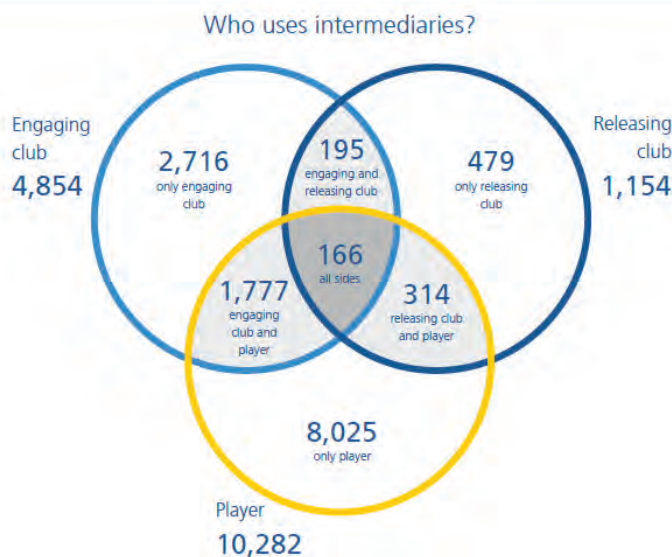 Who uses intermediaries?
Engaging
club
4,854
2,716
only engaging
club
195
engaging and
releasing club
479
only releasing
club
Releasing
club
1,154
166
all sides
1,777
engaging
club and
player
314
releasing club
and player
8,025
only player
Player
10,282